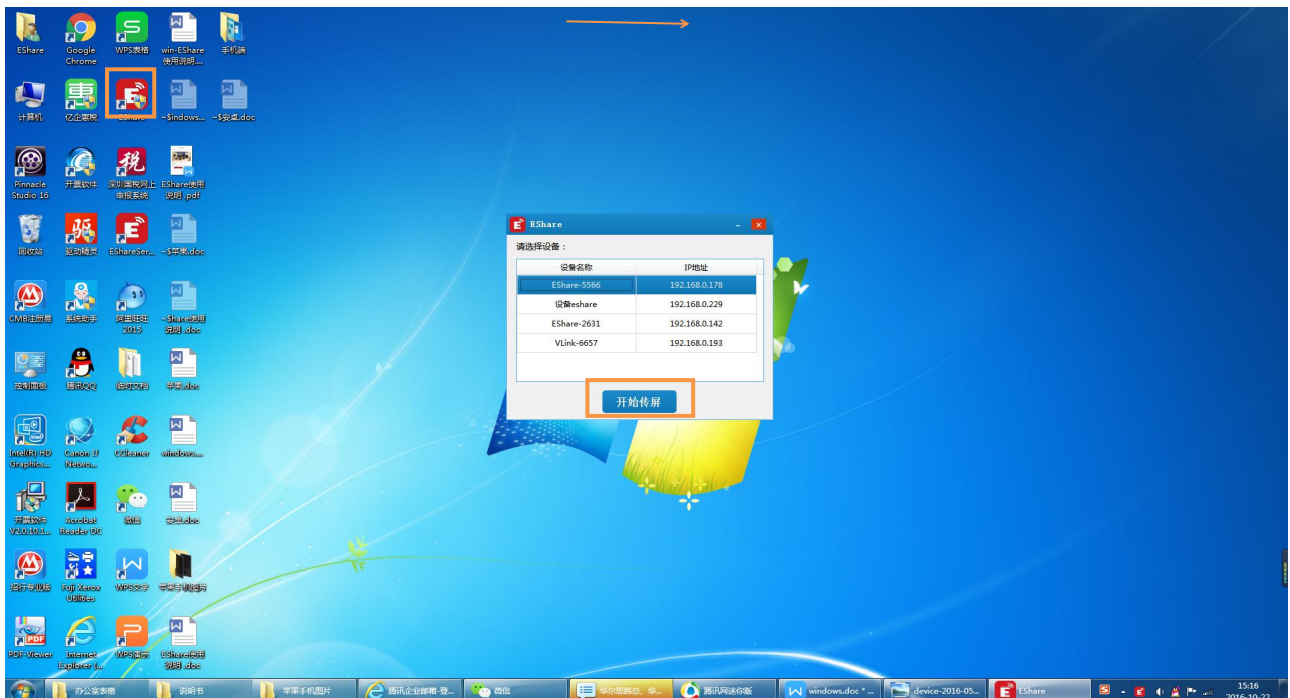 EShare
Google
Chrome
WPS表格
win-EShare
使用说明....
手机端
计算机
亿企惠税
EShare
~$indows...
~$安卓.doc
Pinnacle
Studio 16
开票软件
深圳国税网上
申报系统
EShare使用
说明 .pdf
回收站
驱动精灵
EShareSer...
~$苹果.doc
CMB注册易
系统助手
阿里旺旺
2015
~Share使用
说明 .doc
控制面板
腾讯QQ
临时文档
苹果.doc
Intel(R) HD
Graphics...
Canon IJ
Netwo...
CCleaner
windows....
开票软件
V2.0.10.1...
Acrobat
Reader DC
微信
安卓.doc
招行专业版
Fuji Xerox
Utilities
WPS文字
苹果手机图片
PDF-Viewer
Internet
Explorer (...
WPS演示
EShare使用
说明 .doc
EShare
请选择设备：
设备名称 IP地址
EShare-5566 192.168.0.178
设备eshare 192.168.0.229
EShare-2631 192.168.0.142
VLink-6657 192.168.0.193
开始传屏
办公室表格 说明书 苹果手机图片 腾讯企业邮箱-登... 微信 腾讯网迷你版 windows.doc * ... device-2016-05... EShare
15:16